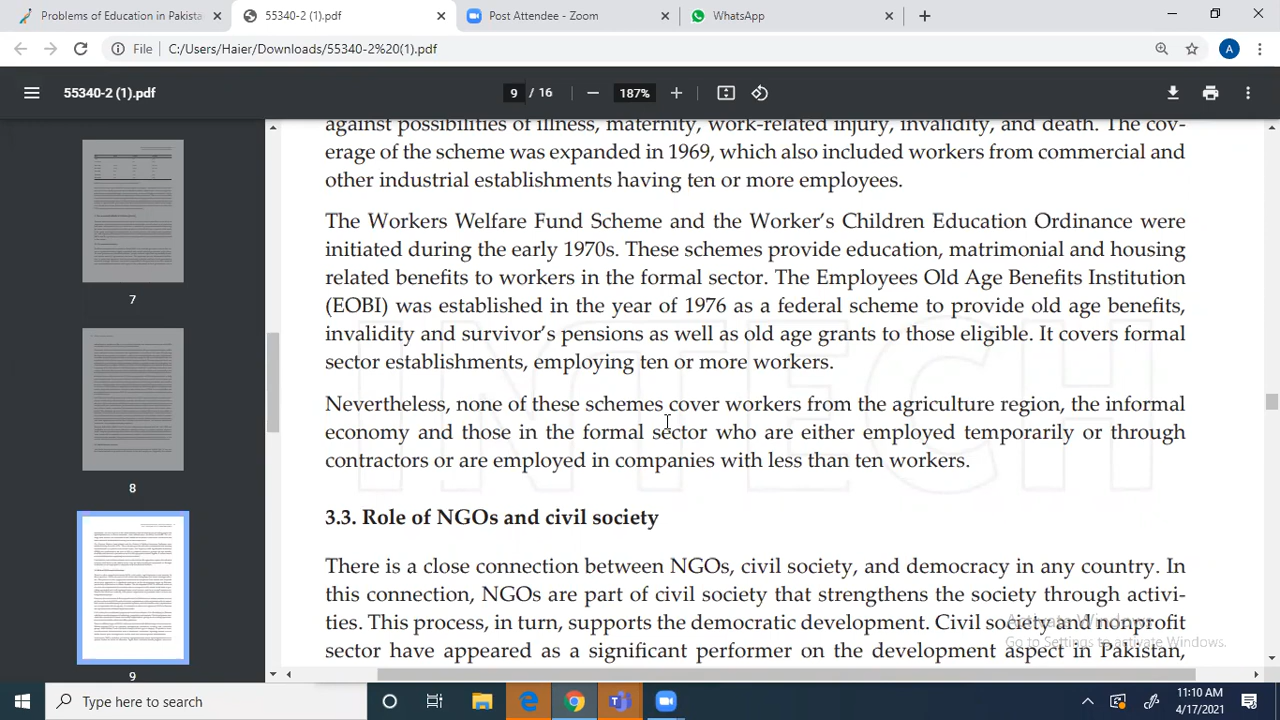 Problems of Education in Pakista
55340-2 (1).pdf
Post Attendee - Zoom
WhatsApp
File
C:/Users/Haier/Downloads/55340-2%20(1).pdf
A
55340-2 (1).pdf
9 / 16
187%
against possibilities of illness, maternity, work-related injury, invalidity, and death. The cov-
erage of the scheme was expanded in 1969, which also included workers from commercial and
other industrial establishments having ten or more employees.
The Workers Welfare Fund Scheme and the Worker's Children Education Ordinance were
initiated during the early 1970s. These schemes provide education, matrimonial and housing
related benefits to workers in the formal sector. The Employees Old Age Benefits Institution
(EOBI) was established in the year of 1976 as a federal scheme to provide old age benefits,
invalidity and survivor's pensions as well as old age grants to those eligible. It covers formal
sector establishments, employing ten or more workers.
Nevertheless, none of these schemes cover workers from the agriculture region, the informal
economy and those in the formal sector who are either employed temporarily or through
contractors or are employed in companies with less than ten workers.
INTECH
3.3. Role of NGOs and civil society
There is a close connection between NGOs, civil society, and democracy in any country. In
this connection, NGOs are part of civil society that strengthens the society through activi-
ties. This process, in turn, supports the democratic development. Civil society and nonprofit
sector have appeared as a significant performer on the development aspect in Pakistan,
Activate Windows
Go to Settings to activate Windows.
7
8
9
Type here to search
11:10 AM
4/17/2021